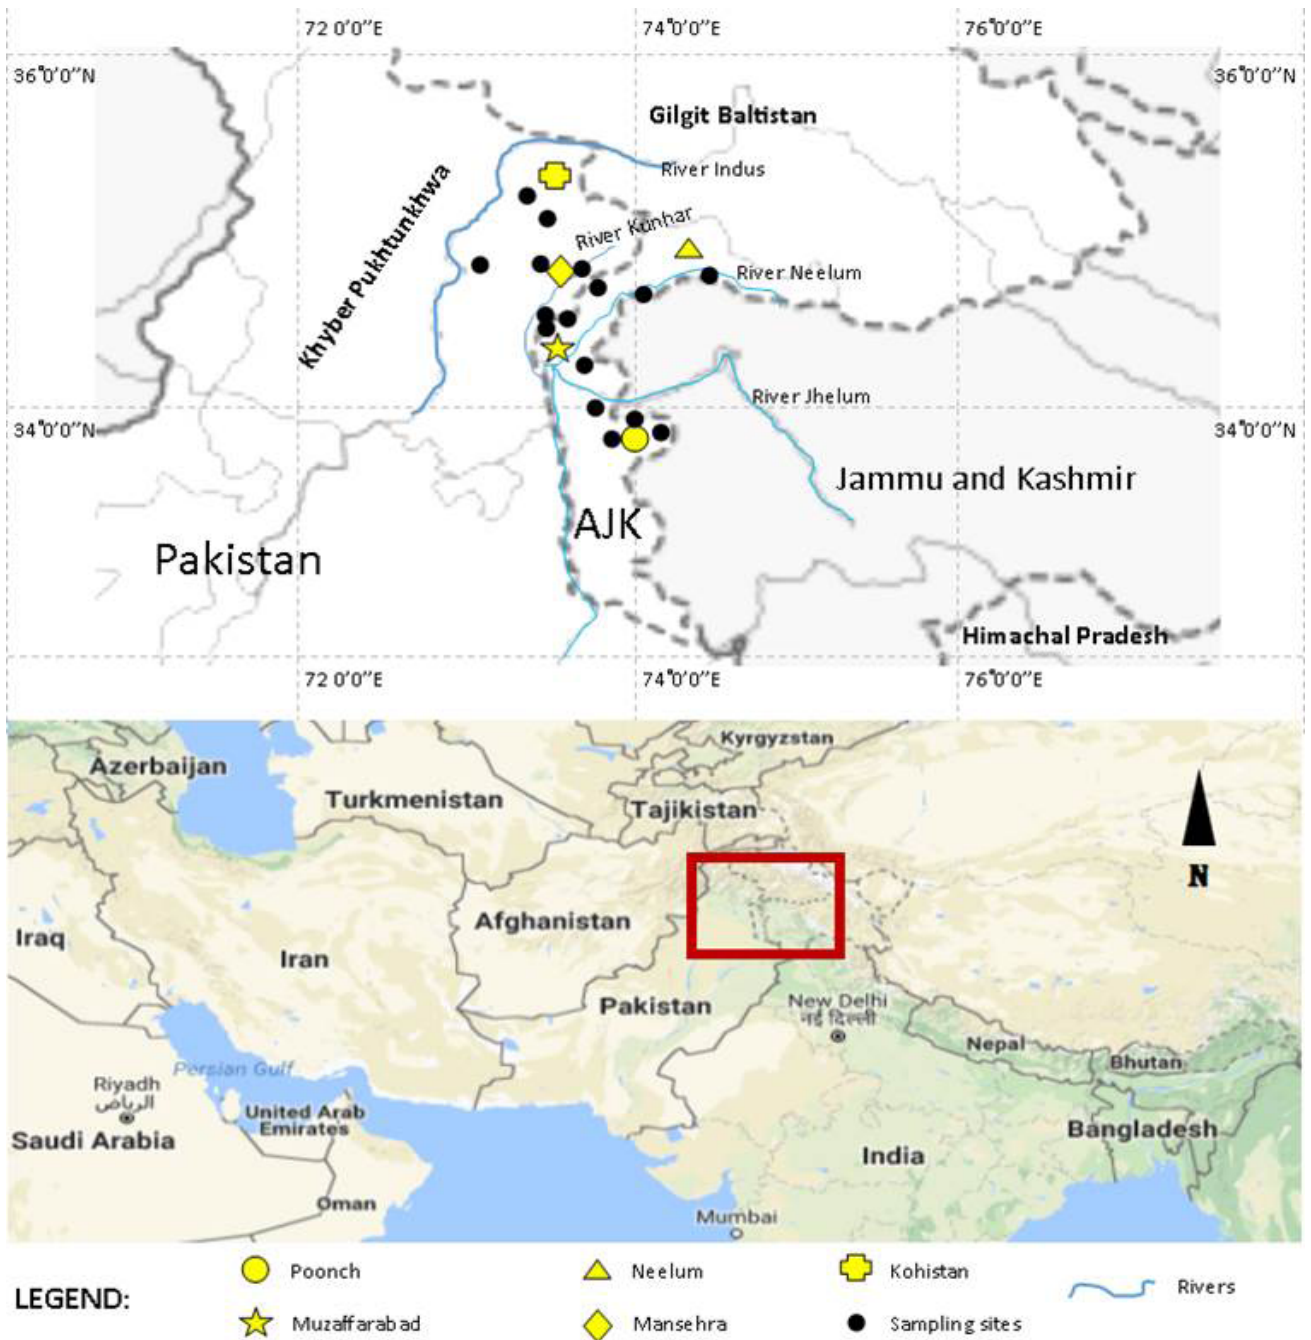 72 0'0''E
74°0'0''E
76°0'0''E
36°0'0''N
36°0'0''N
Gilgit Baltistan
River Indus
Khyber Pukhtunkhwa
River Kunhar
River Neelum
River Jhelum
34°0'0''N
34°0'0''N
Jammu and Kashmir
AJK
Pakistan
Himachal Pradesh
72 0'0''E
74°0'0''E
76°0'0''E
Kyrgyzstan
Azerbaijan
Turkmenistan
Tajikistan
N
Afghanistan
Iraq
Iran
Pakistan
New Delhi
नई दिल्ली
Nepal
Bhutan
Persian Gulf
Riyadh
الرياض
United Arab
Emirates
Saudi Arabia
Bangladesh
India
Oman
Mumbai
LEGEND:
Poonch
Neelum
Kohistan
Rivers
Muzaffarabad
Mansehra
Sampling sites